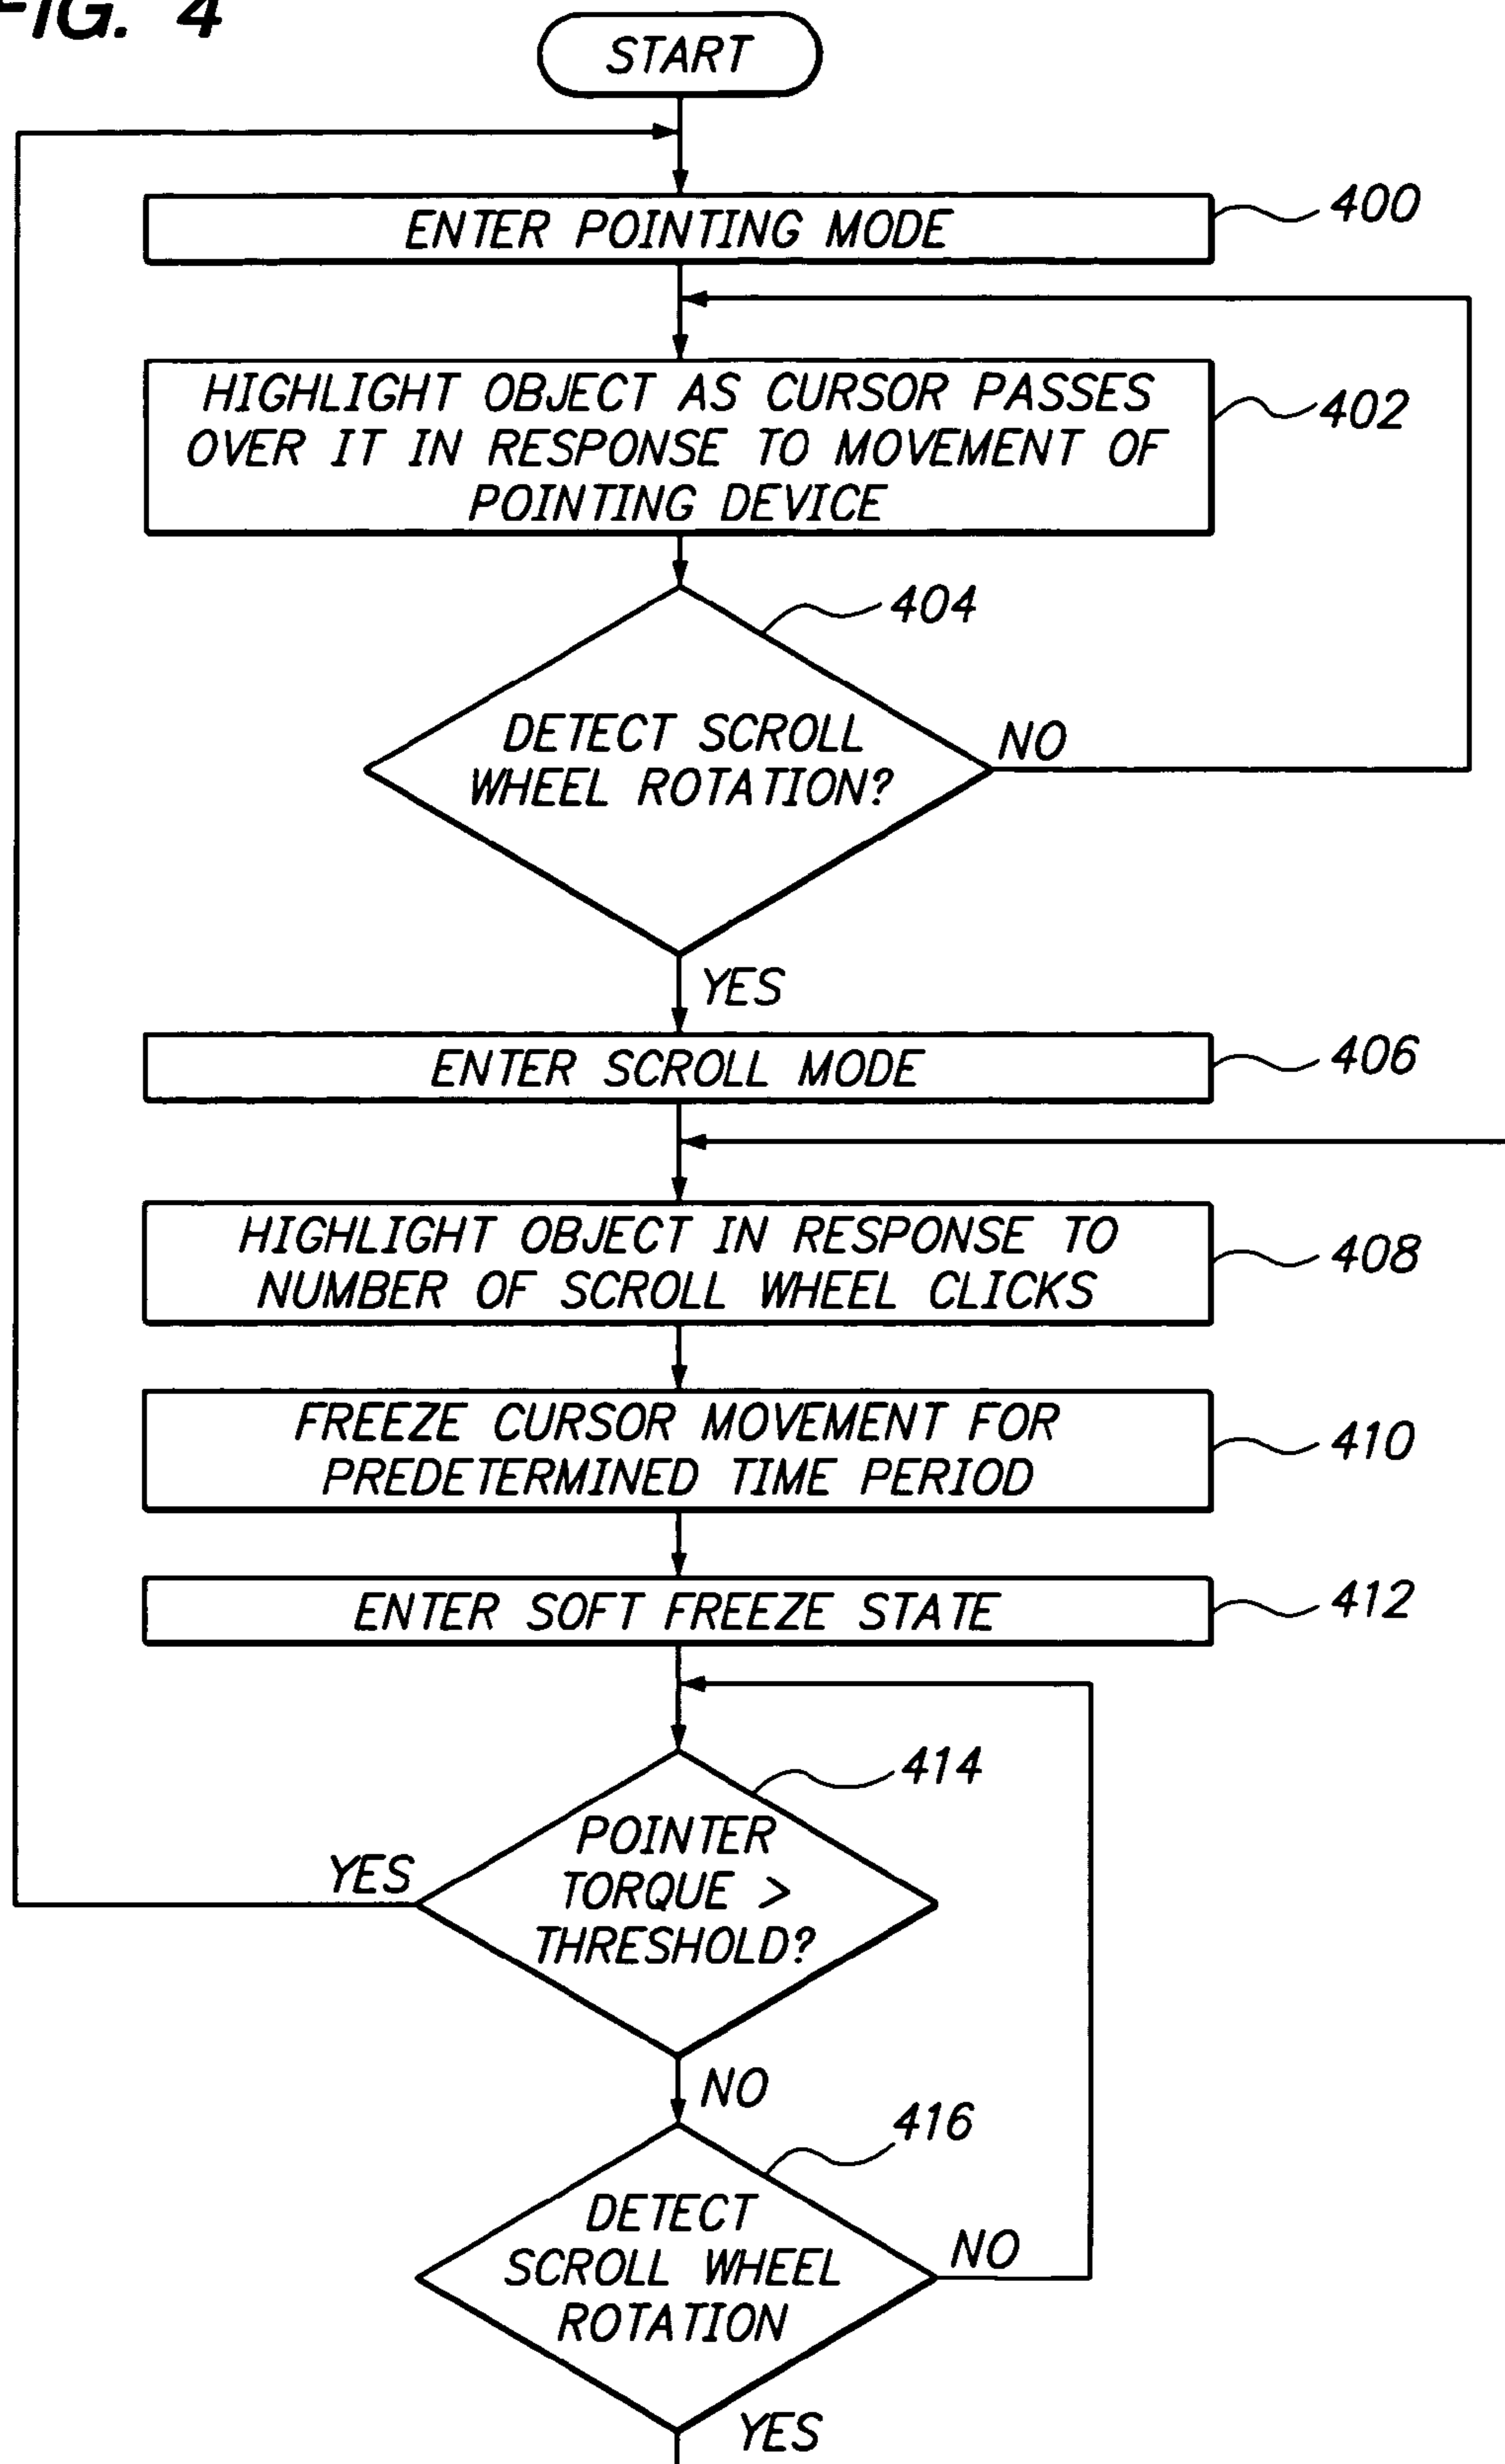 FIG. 4
START
ENTER POINTING MODE
400
HIGHLIGHT OBJECT AS CURSOR PASSES
OVER IT IN RESPONSE TO MOVEMENT OF
POINTING DEVICE
402
404
DETECT SCROLL
WHEEL ROTATION?
NO
YES
ENTER SCROLL MODE
406
HIGHLIGHT OBJECT IN RESPONSE TO
NUMBER OF SCROLL WHEEL CLICKS
408
FREEZE CURSOR MOVEMENT FOR
PREDETERMINED TIME PERIOD
410
ENTER SOFT FREEZE STATE
412
414
POINTER
TORQUE >
THRESHOLD?
YES
NO
416
DETECT
SCROLL WHEEL
ROTATION
NO
YES